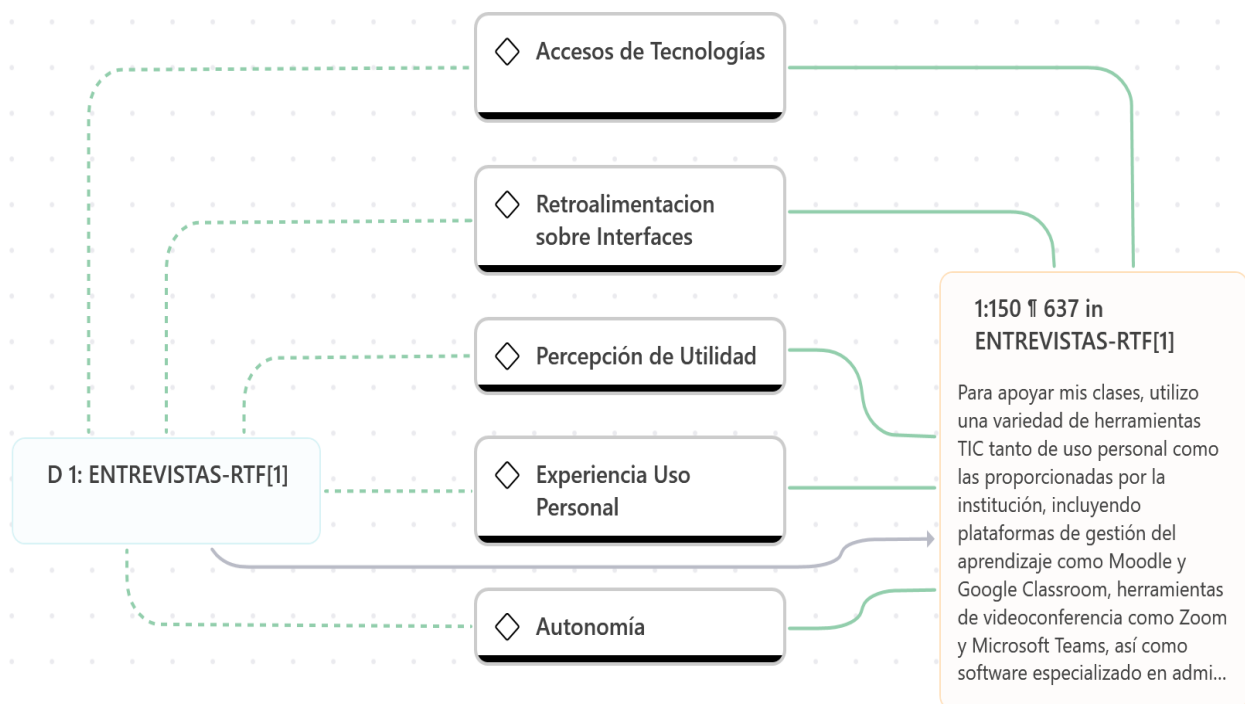 Accesos de Tecnologías
Retroalimentacion
sobre Interfaces
Percepción de Utilidad
D 1: ENTREVISTAS-RTF[1]
Experiencia Uso
Personal
Autonomía
1:150 ¶ 637 in
ENTREVISTAS-RTF[1]
Para apoyar mis clases, utilizo
una variedad de herramientas
TIC tanto de uso personal como
las proporcionadas por la
institución, incluyendo
plataformas de gestión del
aprendizaje como Moodle y
Google Classroom, herramientas
de videoconferencia como Zoom
y Microsoft Teams, así como
software especializado en admi...